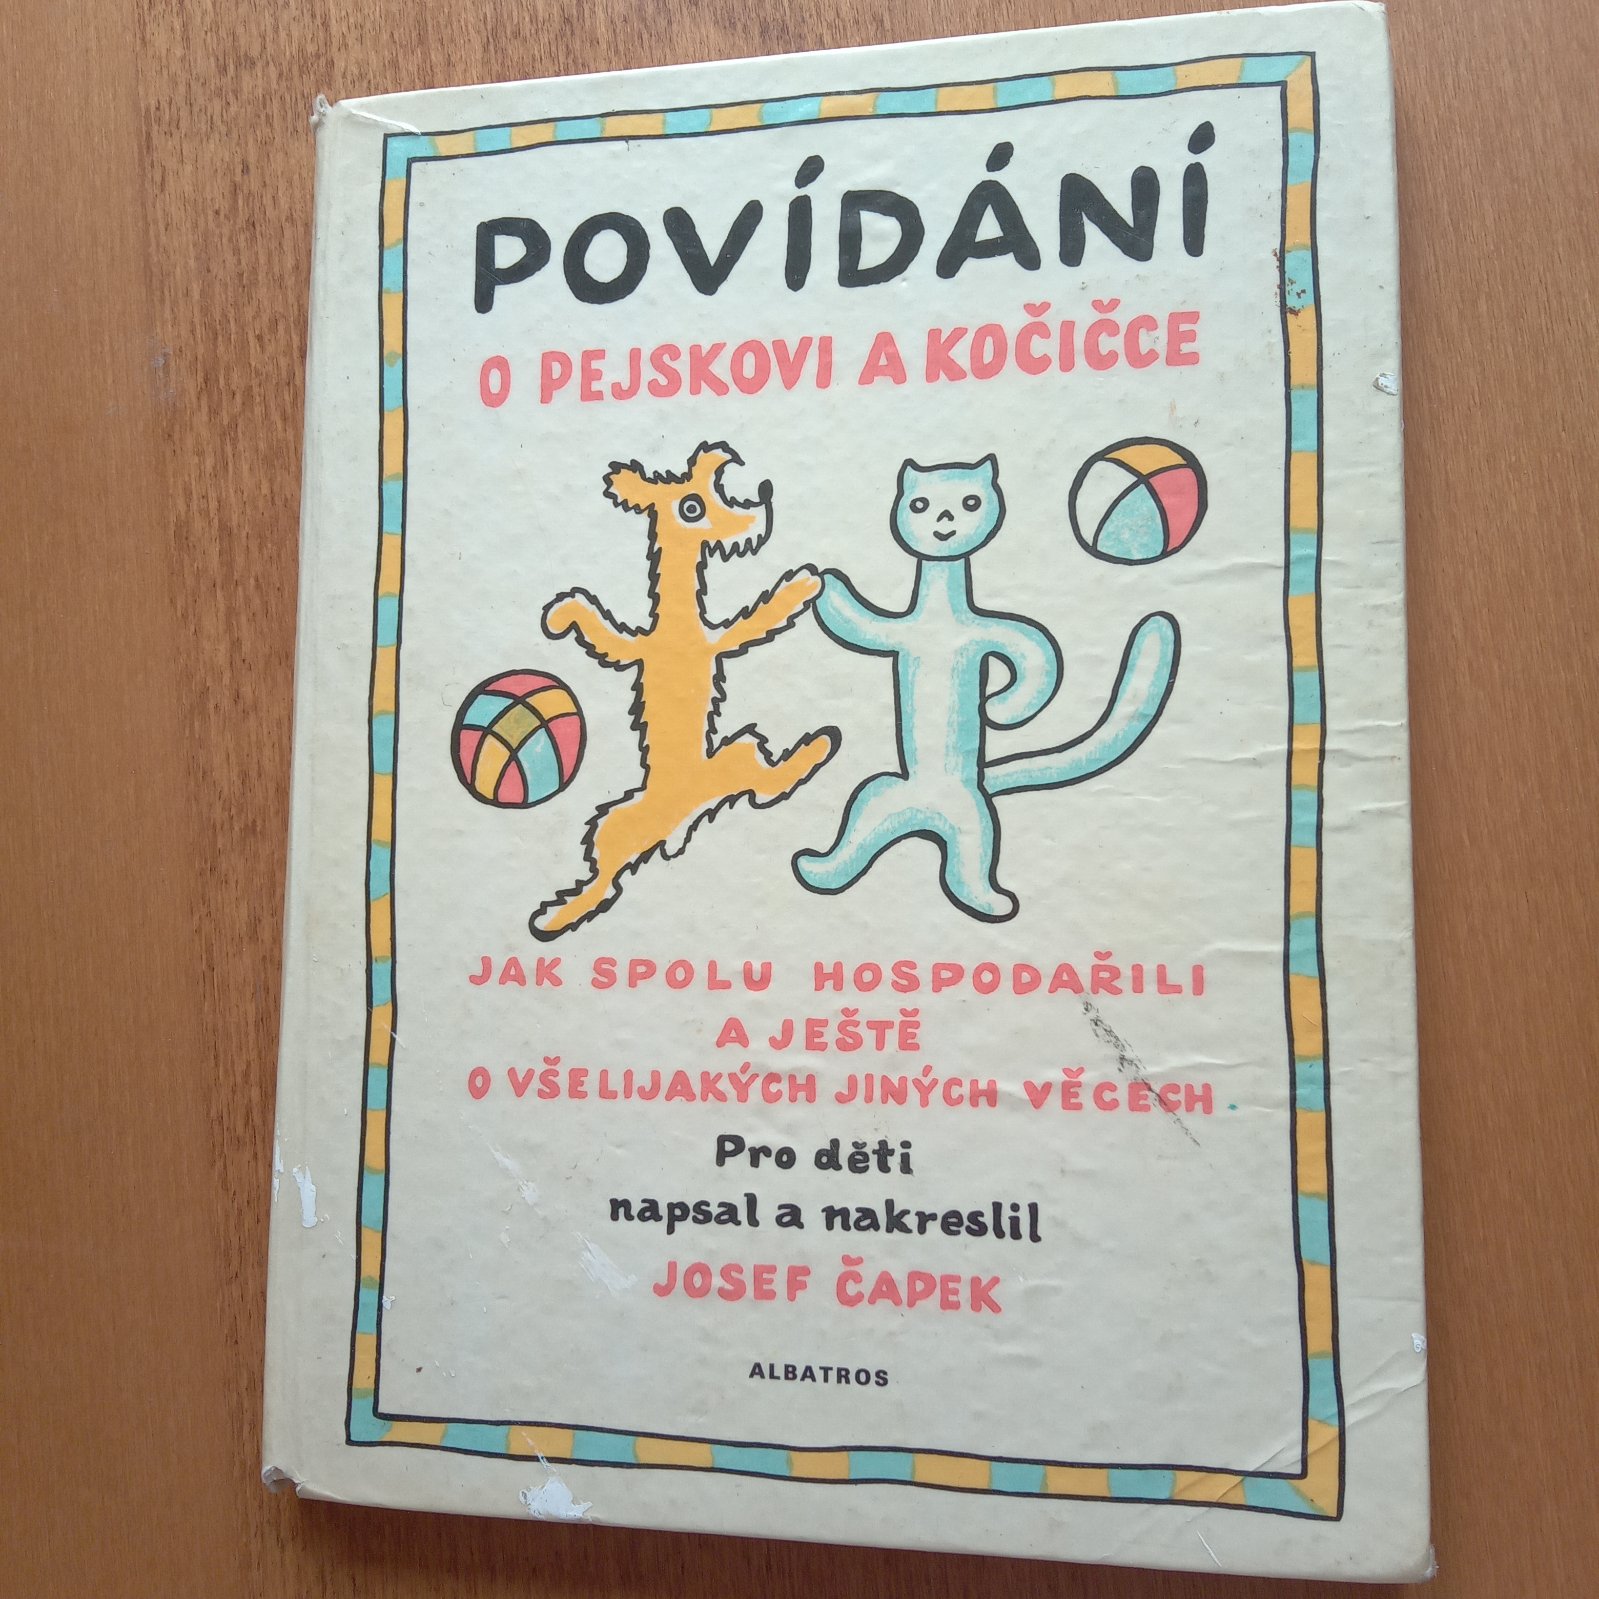 POVÍDÁNÍ
O PEJSKOVI A KOČIČCE
JAK SPOLU HOSPODAŘILI
A JEŠTĚ
O VŠELIJAKÝCH JINÝCH VĚCECH
Pro děti
napsal a nakreslil
JOSEF ČAPEK
ALBATROS